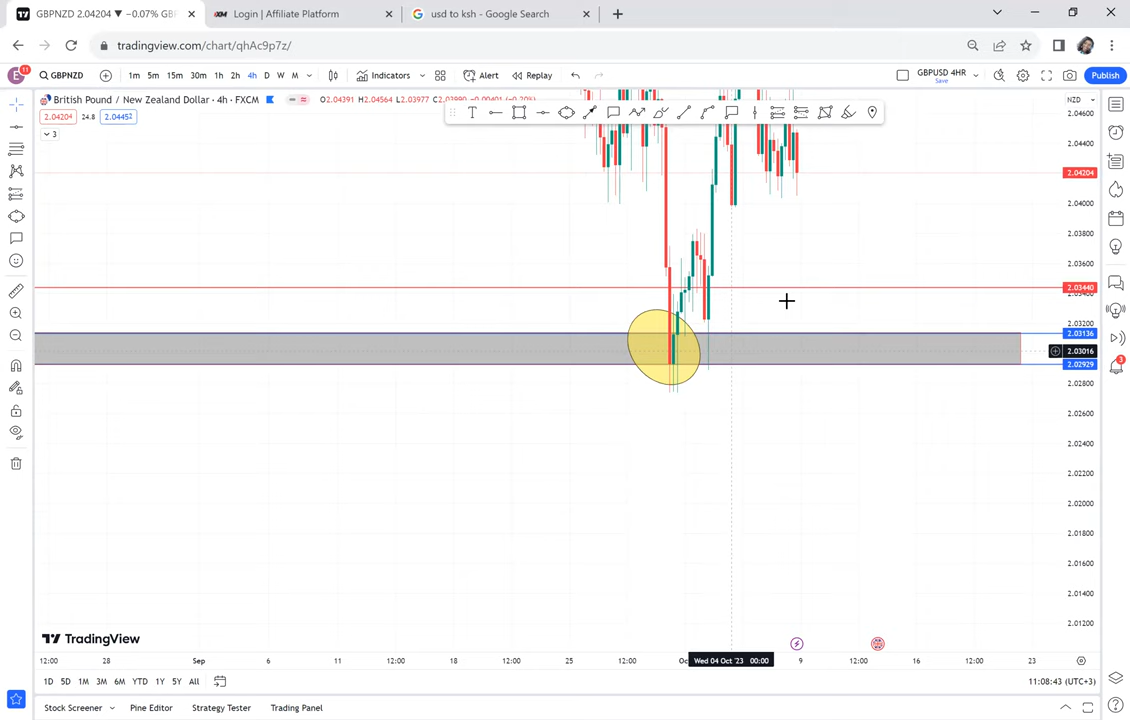 GBPNZD 2.04204 ▼ −0.07% GBP
Login | Affiliate Platform
usd to ksh - Google Search
tradingview.com/chart/qhAc9p7z/
E
11
GBPNZD
1m 5m 15m 30m 1h 2h 4h D W M
Indicators
Alert
Replay
GBPUSD 4HR
Save
Publish
British Pound / New Zealand Dollar · 4h · FXCM
O2.04391 H2.04564 L2.03977 C2.03990 −0.00401 (−0.20%)
NZD
2.04204
24.8
2.04452
3
2.04600
2.04400
2.04204
2.04000
2.03800
2.03600
2.03440
2.03200
2.03136
2.03016
2.02929
2.02800
2.02600
2.02400
2.02200
2.02000
2.01800
2.01600
2.01400
2.01200
3
TradingView
12:00 28 Sep 6 11 12:00 18 12:00 25 12:00 Oc Wed 04 Oct '23 00:00 9 12:00 16 12:00 23
1D 5D 1M 3M 6M YTD 1Y 5Y All
11:08:43 (UTC+3)
Stock Screener
Pine Editor
Strategy Tester
Trading Panel